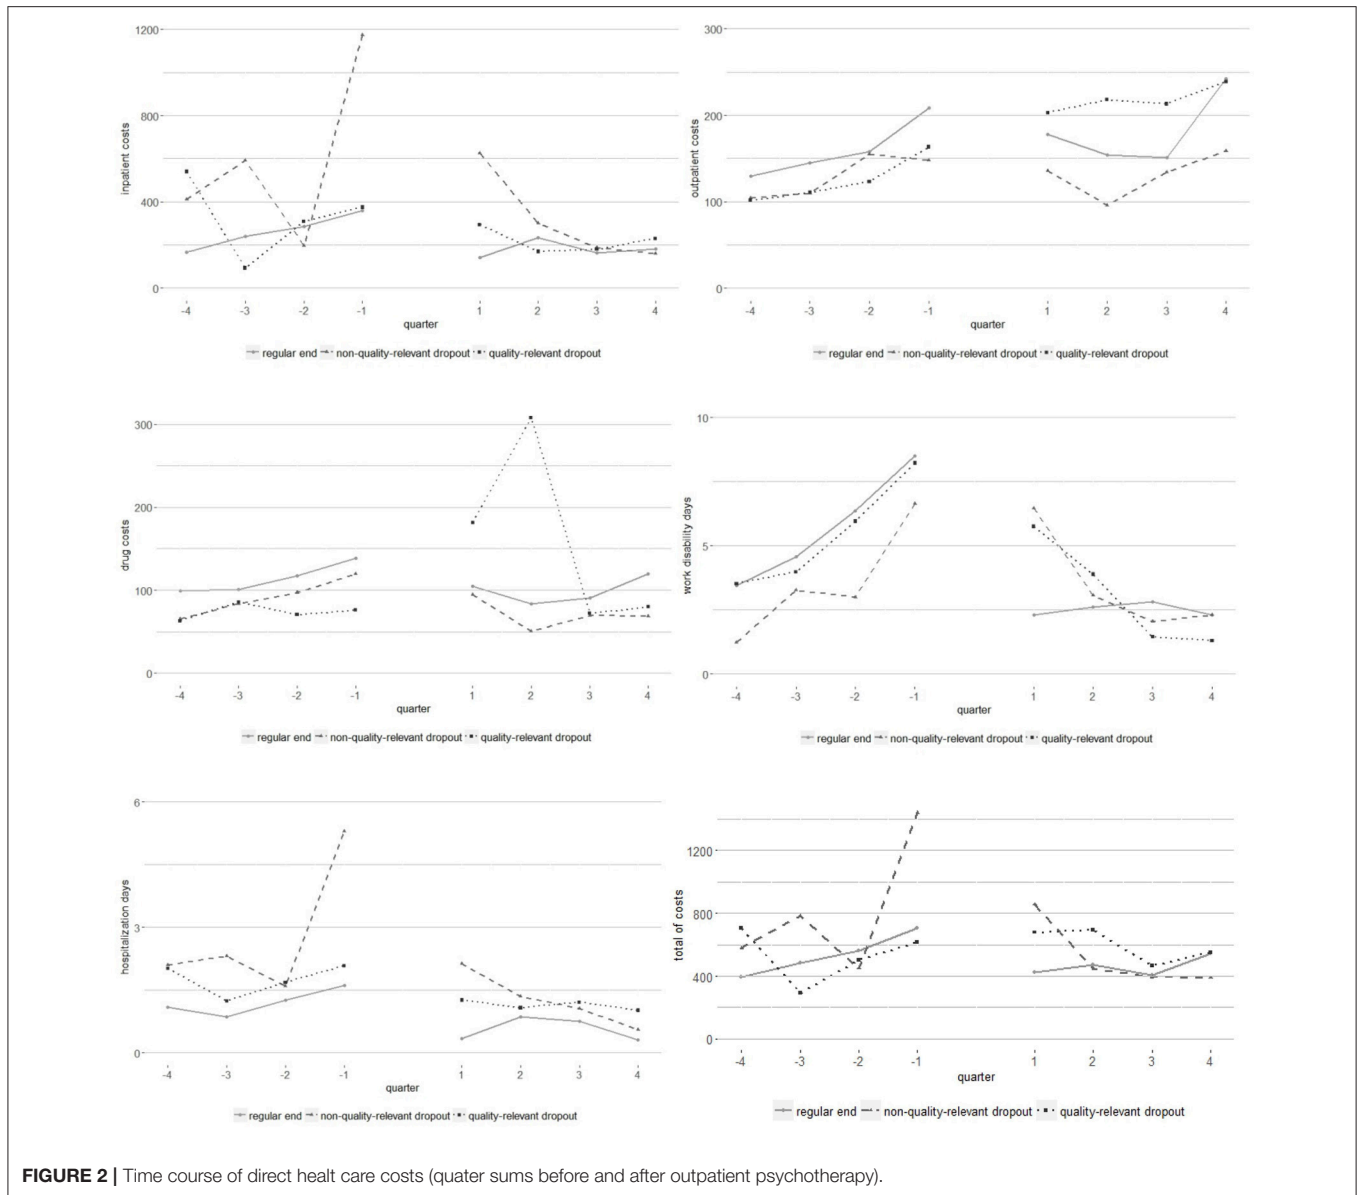 1200
800
400
0
inpatient costs
-4 -3 -2 -1 1 2 3 4
quarter
regular end non-quality-relevant dropout quality-relevant dropout
300
200
100
0
outpatient costs
-4 -3 -2 -1 1 2 3 4
quarter
regular end non-quality-relevant dropout quality-relevant dropout
300
200
100
0
drug costs
-4 -3 -2 -1 1 2 3 4
quarter
regular end non-quality-relevant dropout quality-relevant dropout
10
5
0
work disability days
-4 -3 -2 -1 1 2 3 4
quarter
regular end non-quality-relevant dropout quality-relevant dropout
6
3
0
hospitalization days
-4 -3 -2 -1 1 2 3 4
quarter
regular end non-quality-relevant dropout quality-relevant dropout
1200
800
400
0
total of costs
-4 -3 -2 -1 1 2 3 4
quarter
regular end non-quality-relevant dropout quality-relevant dropout
FIGURE 2 | Time course of direct healt care costs (quater sums before and after outpatient psychotherapy).